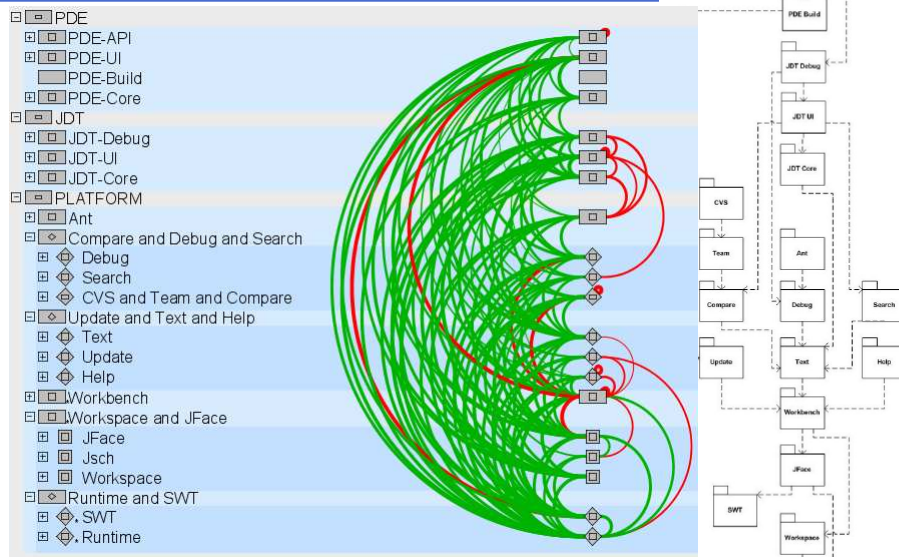 PDE
PDE-API
PDE-UI
PDE-Build
PDE-Core
JDT
JDT-Debug
JDT-UI
JDT-Core
PLATFORM
Ant
Compare and Debug and Search
Debug
Search
CVS and Team and Compare
Update and Text and Help
Text
Update
Help
Workbench
Workspace and JFace
JFace
Jsch
Workspace
Runtime and SWT
SWT
Runtime
PDE Build
JDT Debug
JDT UI
JDT Core
CVS
Team
Ant
Compare
Debug
Search
Update
Text
Help
Workbench
JFace
SWT
Workspace